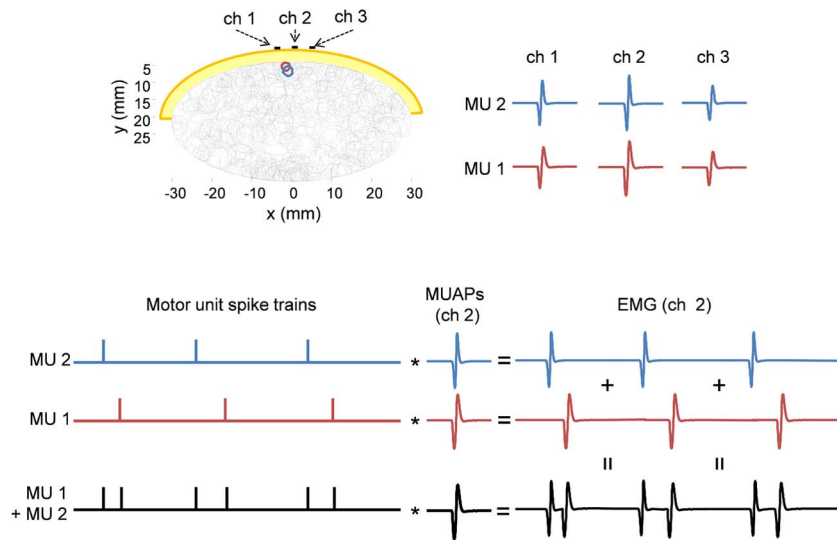 ch 1
ch 2
ch 3
y (mm)
5
10
15
20
25
-30
-20
-10
0
10
20
30
x (mm)
ch 1
ch 2
ch 3
MU 2
MU 1
Motor unit spike trains
MUAPs
(ch 2)
EMG (ch 2)
MU 2
*
=
+
+
MU 1
*
=
=
=
MU 1
+ MU 2
*
=